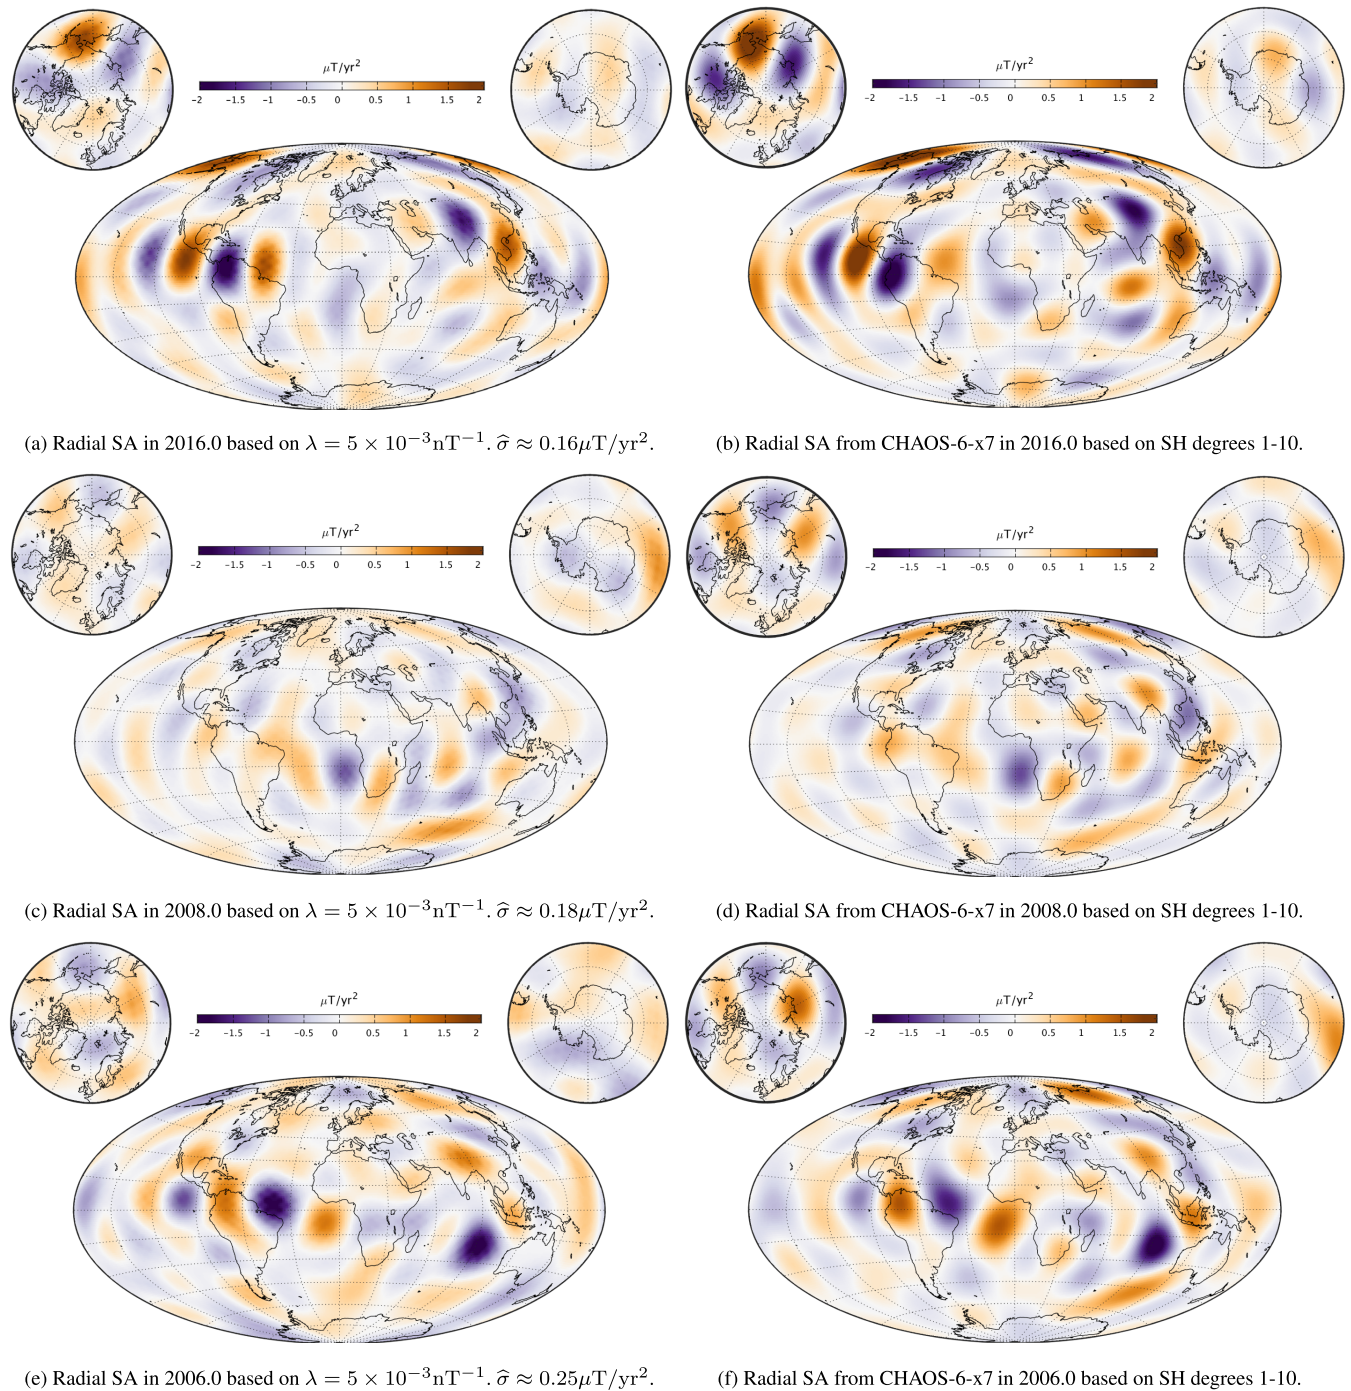 μT/yr²
−2 −1.5 −1 −0.5 0 0.5 1 1.5 2
μT/yr²
−2 −1.5 −1 −0.5 0 0.5 1 1.5 2
(a) Radial SA in 2016.0 based on λ = 5 × 10⁻³nT⁻¹. σ̂ ≈ 0.16μT/yr².
(b) Radial SA from CHAOS-6-x7 in 2016.0 based on SH degrees 1-10.
μT/yr²
−2 −1.5 −1 −0.5 0 0.5 1 1.5 2
μT/yr²
−2 −1.5 −1 −0.5 0 0.5 1 1.5 2
(c) Radial SA in 2008.0 based on λ = 5 × 10⁻³nT⁻¹. σ̂ ≈ 0.18μT/yr².
(d) Radial SA from CHAOS-6-x7 in 2008.0 based on SH degrees 1-10.
μT/yr²
−2 −1.5 −1 −0.5 0 0.5 1 1.5 2
μT/yr²
−2 −1.5 −1 −0.5 0 0.5 1 1.5 2
(e) Radial SA in 2006.0 based on λ = 5 × 10⁻³nT⁻¹. σ̂ ≈ 0.25μT/yr².
(f) Radial SA from CHAOS-6-x7 in 2006.0 based on SH degrees 1-10.